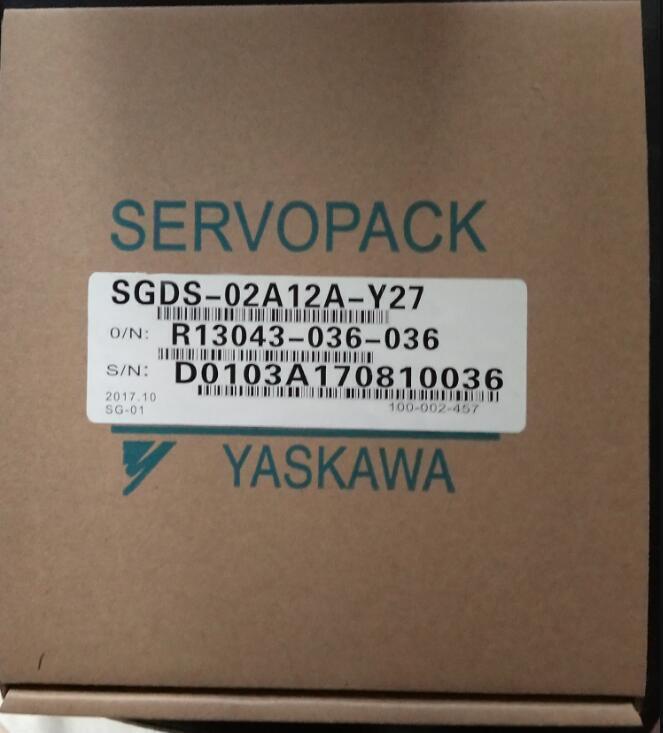 SERVOPACK
SGDS-02A12A-Y27
O/N: R13043-036-036
S/N: D0103A170810036
2017.10
SG-01
100-002-457
YASKAWA